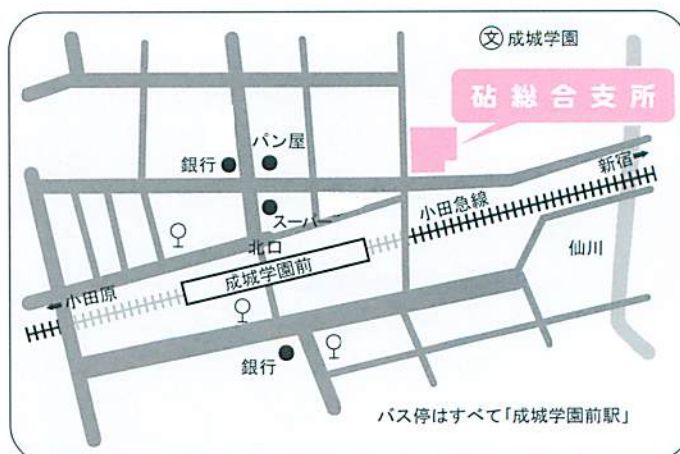 文 成城学園
砧総合支所
パン屋
銀行
新宿
小田急線
スーパー
北口
仙川
成城学園前
小田原
銀行
バス停はすべて「成城学園前駅」